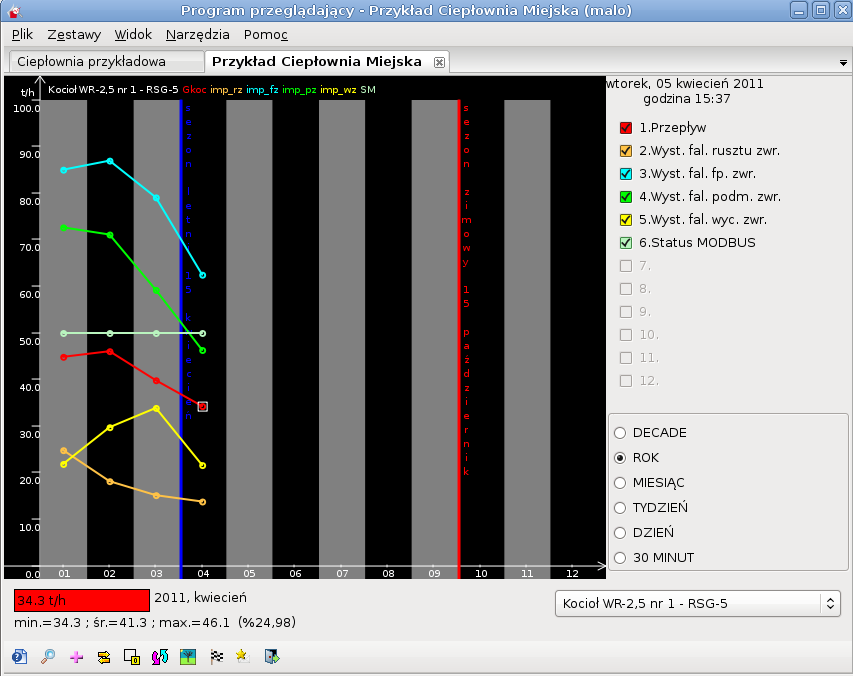 Program przeglądający - Przykład Ciepłownia Miejska (malo)
Plik Zestawy Widok Narzędzia Pomoc
Ciepłownia przykładowa
Przykład Ciepłownia Miejska
t/h
Kocioł WR-2,5 nr 1 - RSG-5 Gkoc imp_rz imp_fz imp_pz imp_wz SM
100.0
90.0
80.0
70.0
60.0
50.0
40.0
30.0
20.0
10.0
0.0
01 02 03 04 05 06 07 08 09 10 11 12
sezon letni 15 kwiecien
sezon zimowy 15 październik
wtorek, 05 kwiecień 2011
godzina 15:37
1.Przepływ
2.Wyst. fal. rusztu zwr.
3.Wyst. fal. fp. zwr.
4.Wyst. fal. podm. zwr.
5.Wyst. fal. wyc. zwr.
6.Status MODBUS
7.
8.
9.
10.
11.
12.
DECADE
ROK
MIESIĄC
TYDZIEŃ
DZIEŃ
30 MINUT
34.3 t/h
2011, kwiecień
Kocioł WR-2,5 nr 1 - RSG-5
min.=34.3 ; śr.=41.3 ; max.=46.1 (%24,98)